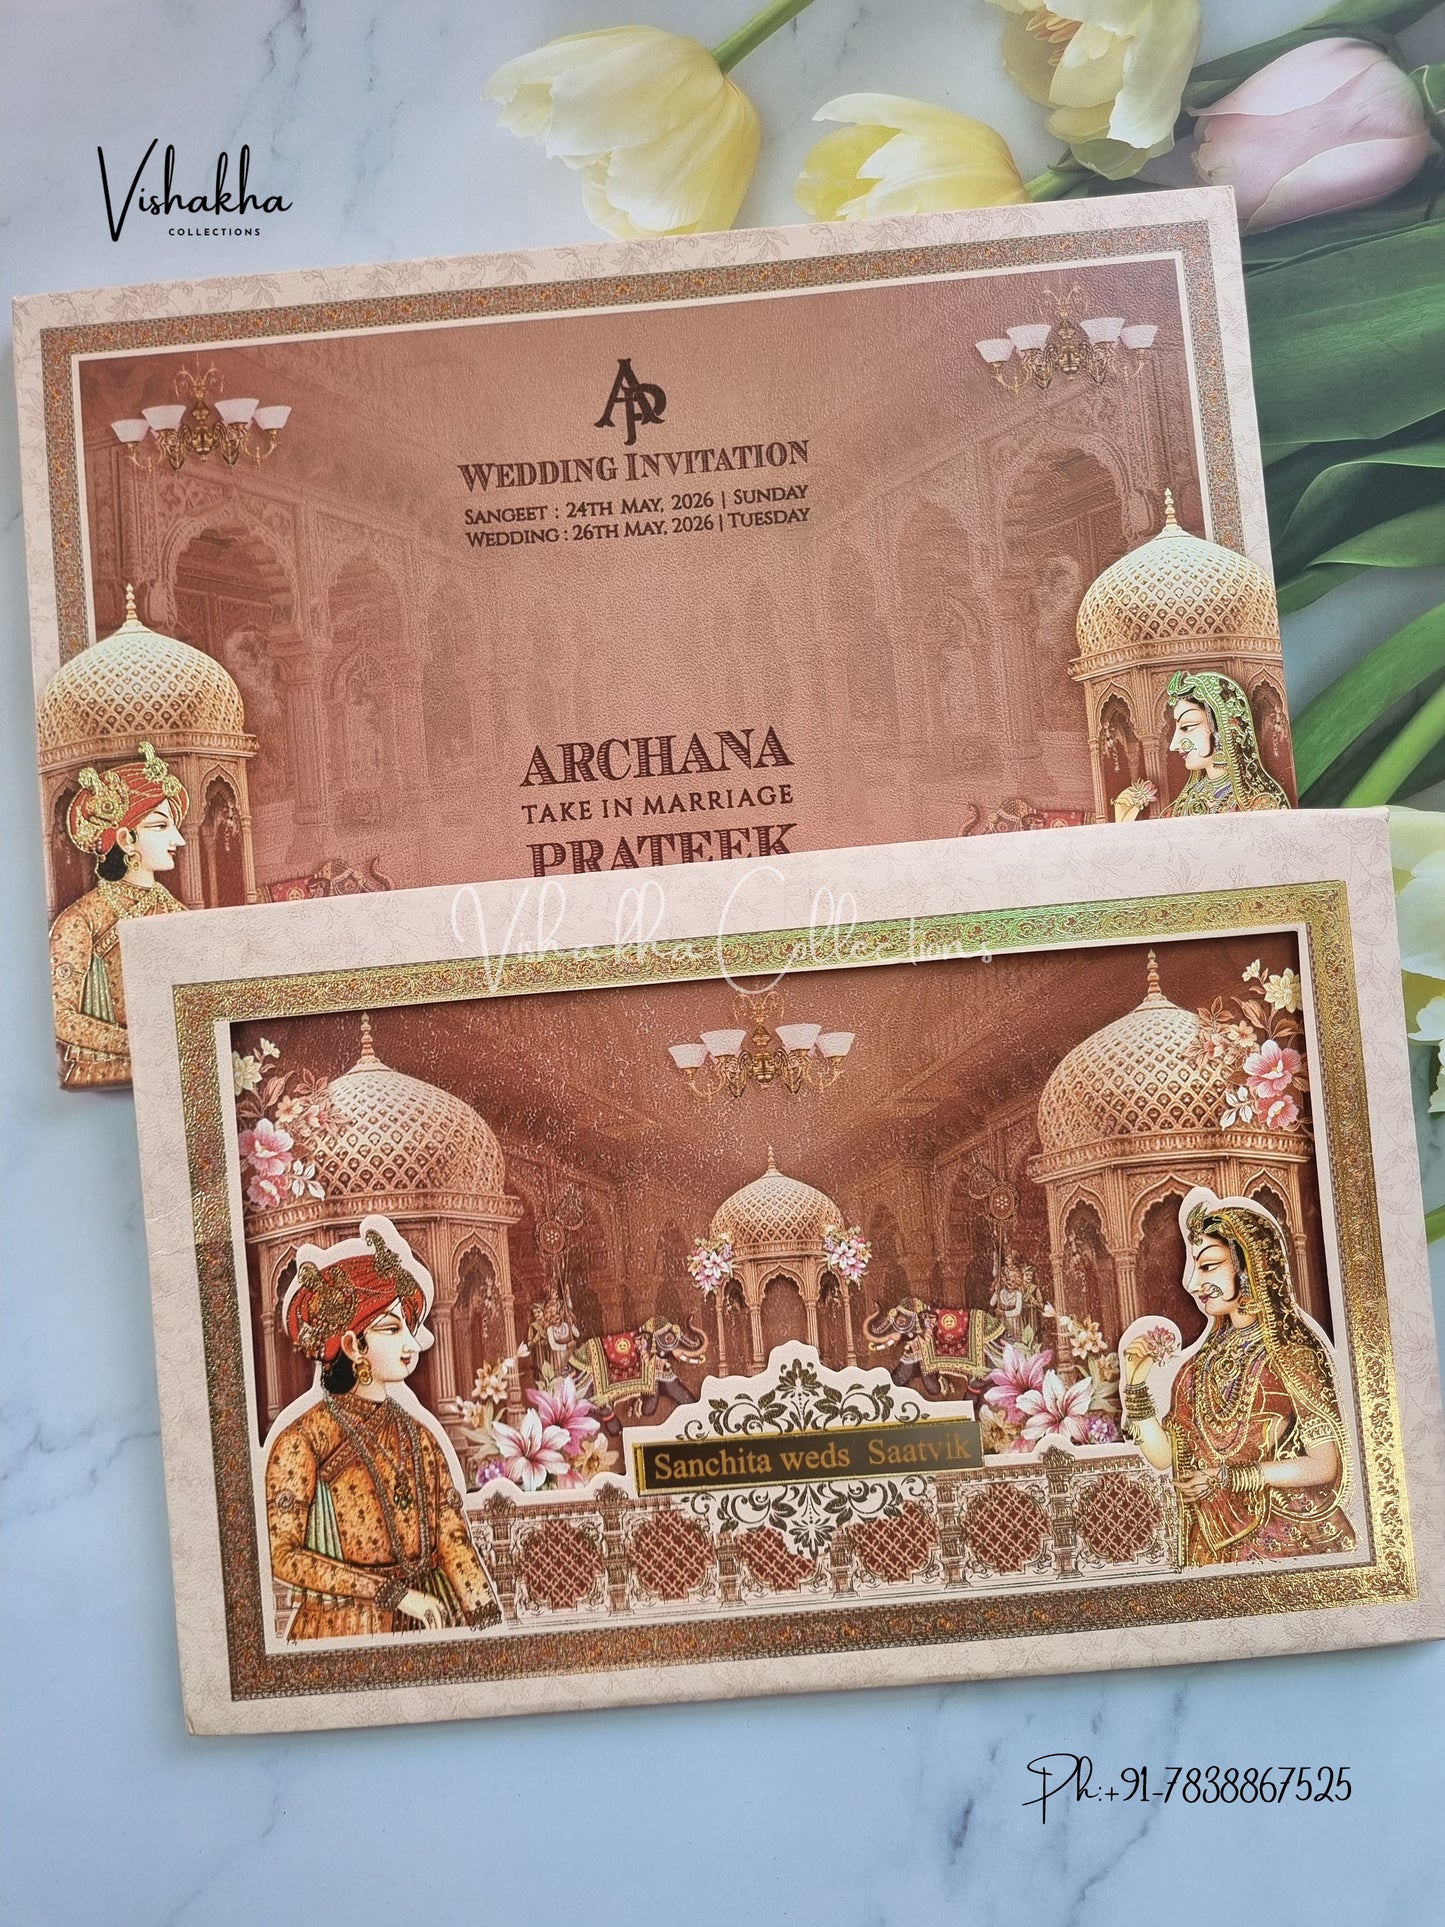 Vishakha
COLLECTIONS
AP
WEDDING INVITATION
SANGEET : 24TH MAY, 2026 | SUNDAY
WEDDING : 26TH MAY, 2026 | TUESDAY
ARCHANA
TAKE IN MARRIAGE
PRATEEK
Vishakha Collections
Sanchita weds Saatvik
Ph:+91-7838867525